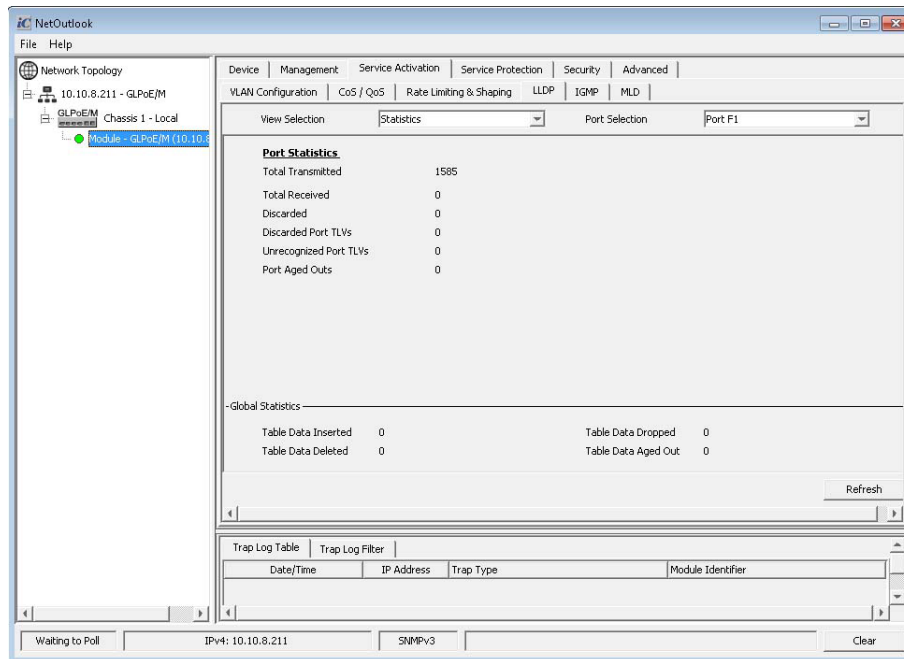 iC NetOutlook
File Help
Network Topology
10.10.8.211 - GLPoE/M
GLPoE/M Chassis 1 - Local
Module - GLPoE/M (10.10.8
Device Management Service Activation Service Protection Security Advanced
VLAN Configuration CoS / QoS Rate Limiting & Shaping LLDP IGMP MLD
View Selection Statistics Port Selection Port F1
Port Statistics
Total Transmitted 1585
Total Received 0
Discarded 0
Discarded Port TLVs 0
Unrecognized Port TLVs 0
Port Aged Outs 0
Global Statistics
Table Data Inserted 0 Table Data Dropped 0
Table Data Deleted 0 Table Data Aged Out 0
Refresh
Trap Log Table Trap Log Filter
Date/Time IP Address Trap Type Module Identifier
Waiting to Poll IPv4: 10.10.8.211 SNMPv3 Clear